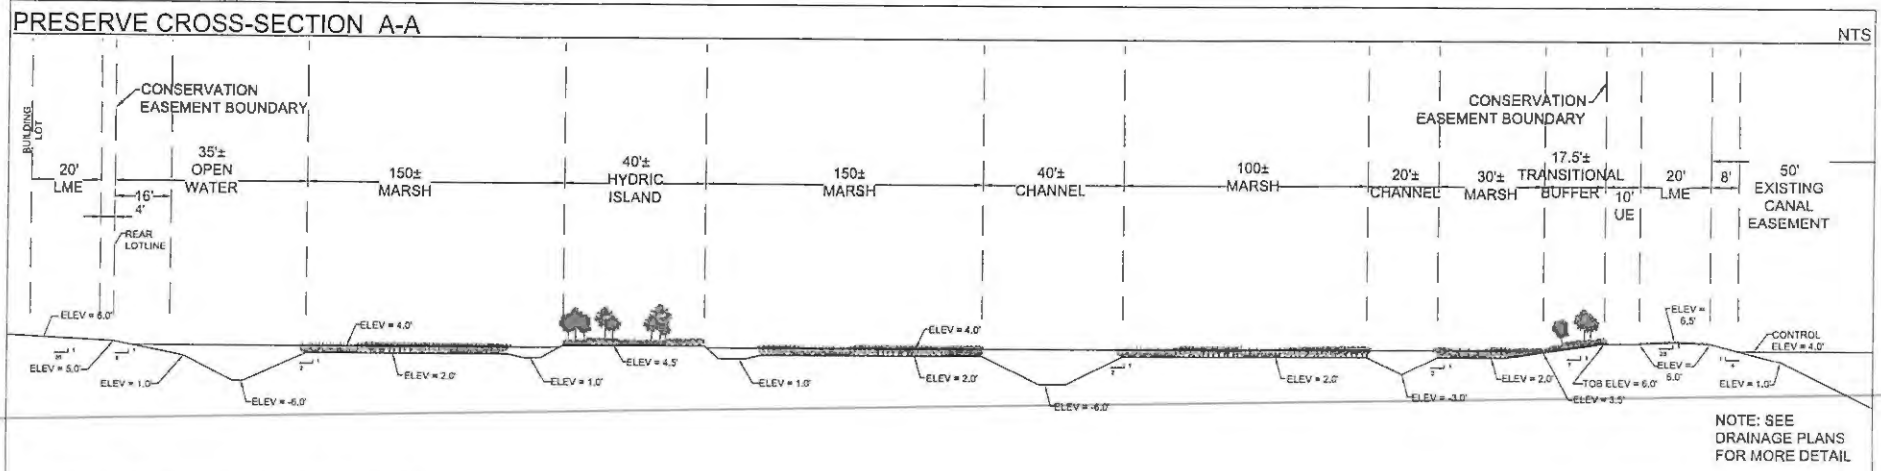 PRESERVE CROSS-SECTION A-A
NTS
BUILDING
LOT
CONSERVATION
EASEMENT BOUNDARY
CONSERVATION
EASEMENT BOUNDARY
20'
LME
16'
4'
35'±
OPEN
WATER
150±
MARSH
40'±
HYDRIC
ISLAND
150±
MARSH
40'±
CHANNEL
100±
MARSH
20'±
CHANNEL
30'±
MARSH
17.5'±
TRANSITIONAL
BUFFER
10'
UE
20'
LME
8'
50'
EXISTING
CANAL
EASEMENT
REAR
LOTLINE
ELEV = 4.0'
ELEV = 4.0'
ELEV =
6.5'
CONTROL
ELEV = 4.0'
ELEV = 5.0'
ELEV = 1.0'
ELEV = -6.0'
ELEV = 2.0'
ELEV = 1.0'
ELEV = 4.5'
ELEV = 1.0'
ELEV = 2.0'
ELEV = -6.0'
ELEV = 2.0'
ELEV = -3.0'
ELEV = 2.0'
ELEV = 3.5'
TOB ELEV = 6.0'
ELEV =
6.0'
ELEV = 1.0'
NOTE: SEE
DRAINAGE PLANS
FOR MORE DETAIL